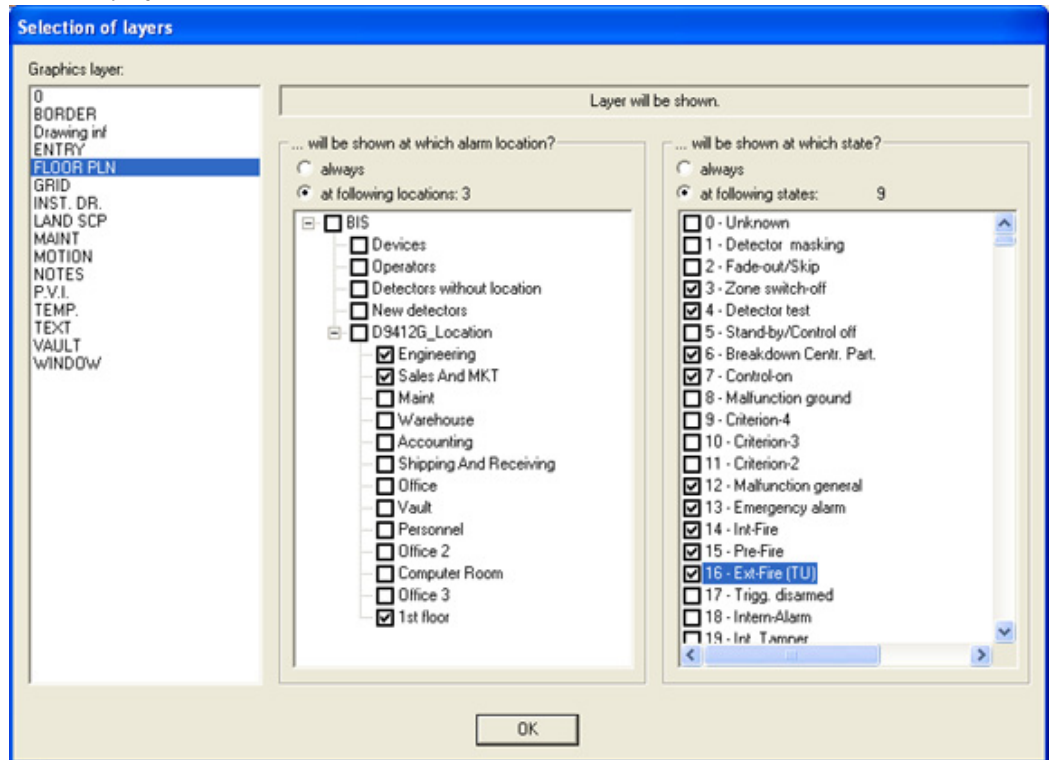 Selection of layers
Graphics layer:
0
BORDER
Drawing inf
ENTRY
FLOOR PLN
GRID
INST. DR.
LAND SCP
MAINT
MOTION
NOTES
P.V.I.
TEMP.
TEXT
VAULT
WINDOW
Layer will be shown.
... will be shown at which alarm location?
always
at following locations: 3
BIS
Devices
Operators
Detectors without location
New detectors
D9412G_Location
Engineering
Sales And MKT
Maint
Warehouse
Accounting
Shipping And Receiving
Office
Vault
Personnel
Office 2
Computer Room
Office 3
1st floor
... will be shown at which state?
always
at following states: 9
0 - Unknown
1 - Detector masking
2 - Fade-out/Skip
3 - Zone switch-off
4 - Detector test
5 - Stand-by/Control off
6 - Breakdown Centr. Part.
7 - Control-on
8 - Malfunction ground
9 - Criterion-4
10 - Criterion-3
11 - Criterion-2
12 - Malfunction general
13 - Emergency alarm
14 - Int-Fire
15 - Pre-Fire
16 - Ext-Fire (TU)
17 - Trigg. disarmed
18 - Intern-Alarm
19 - Int. Tamper
OK